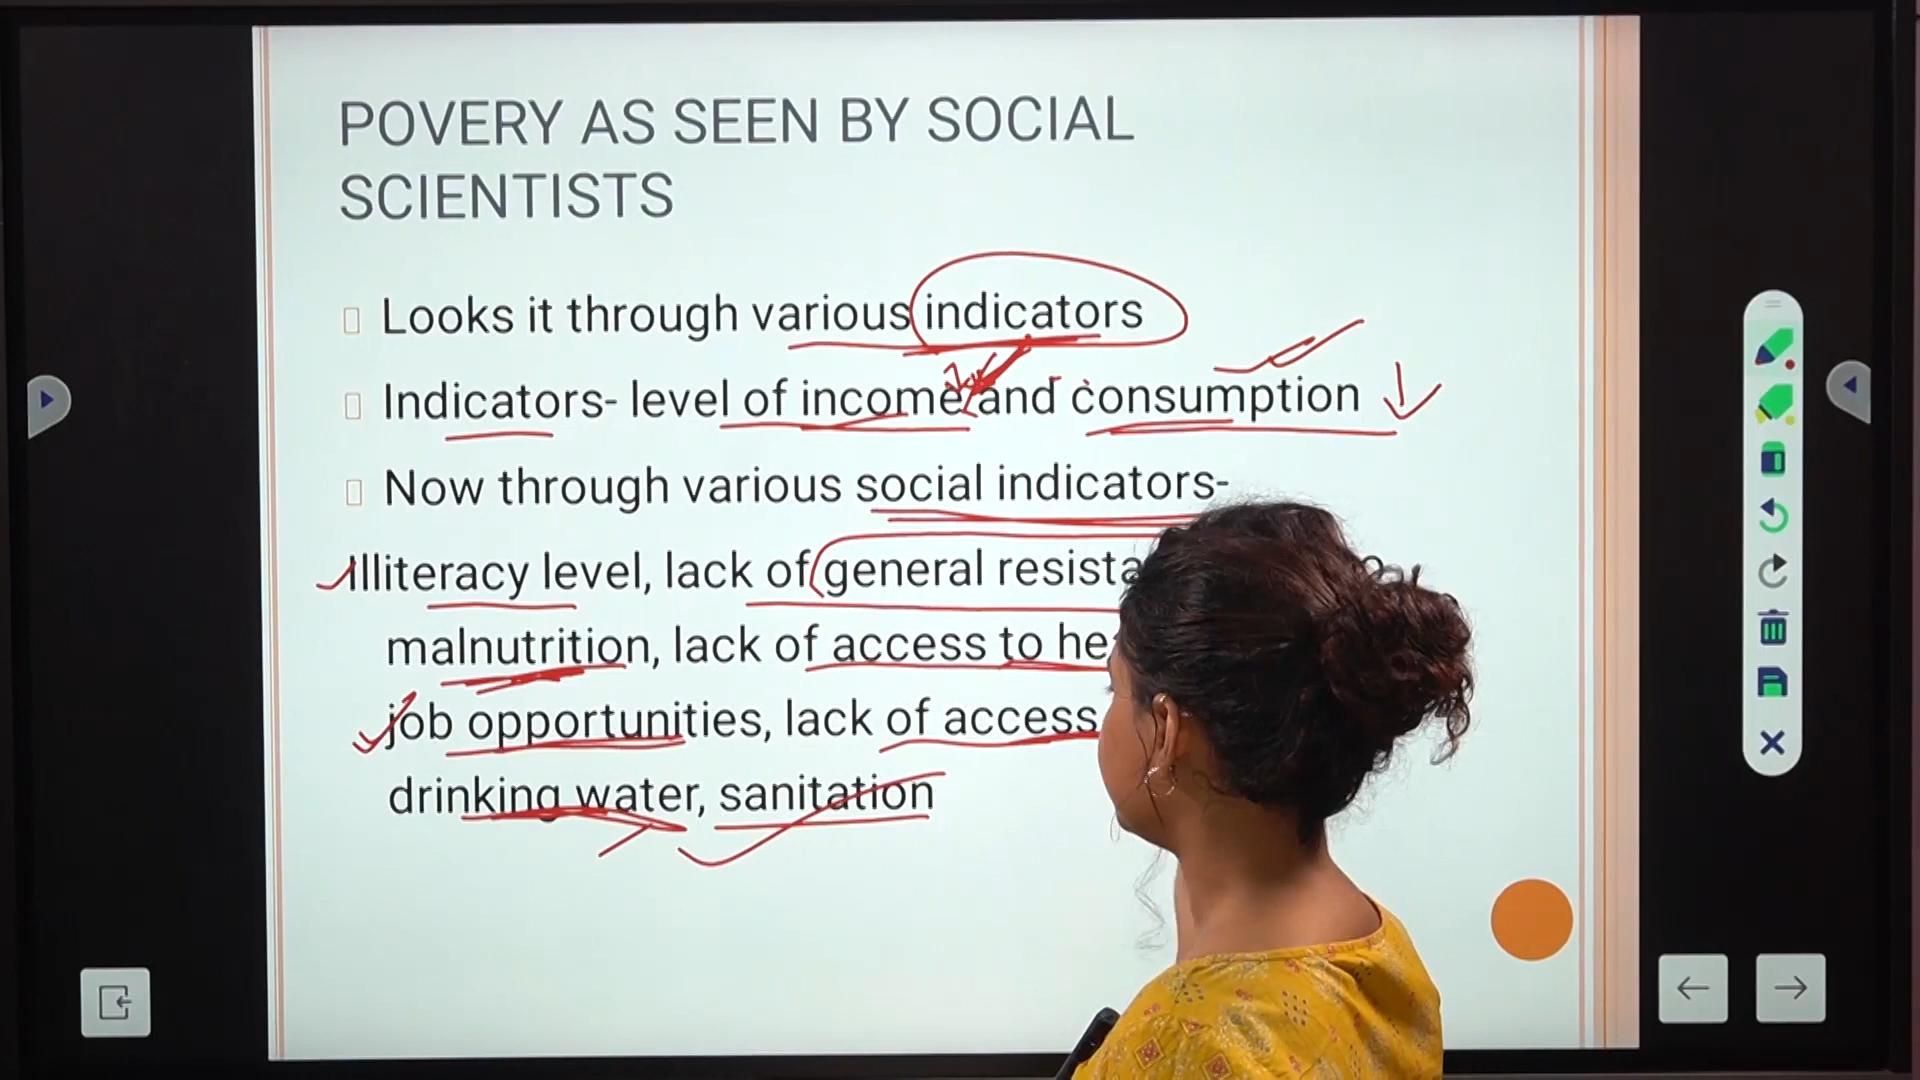 POVERY AS SEEN BY SOCIAL
SCIENTISTS
Looks it through various indicators
Indicators- level of income and consumption
Now through various social indicators-
Illiteracy level, lack of general
malnutrition, lack of access to
job opportunities, lack of access
drinking water, sanitation